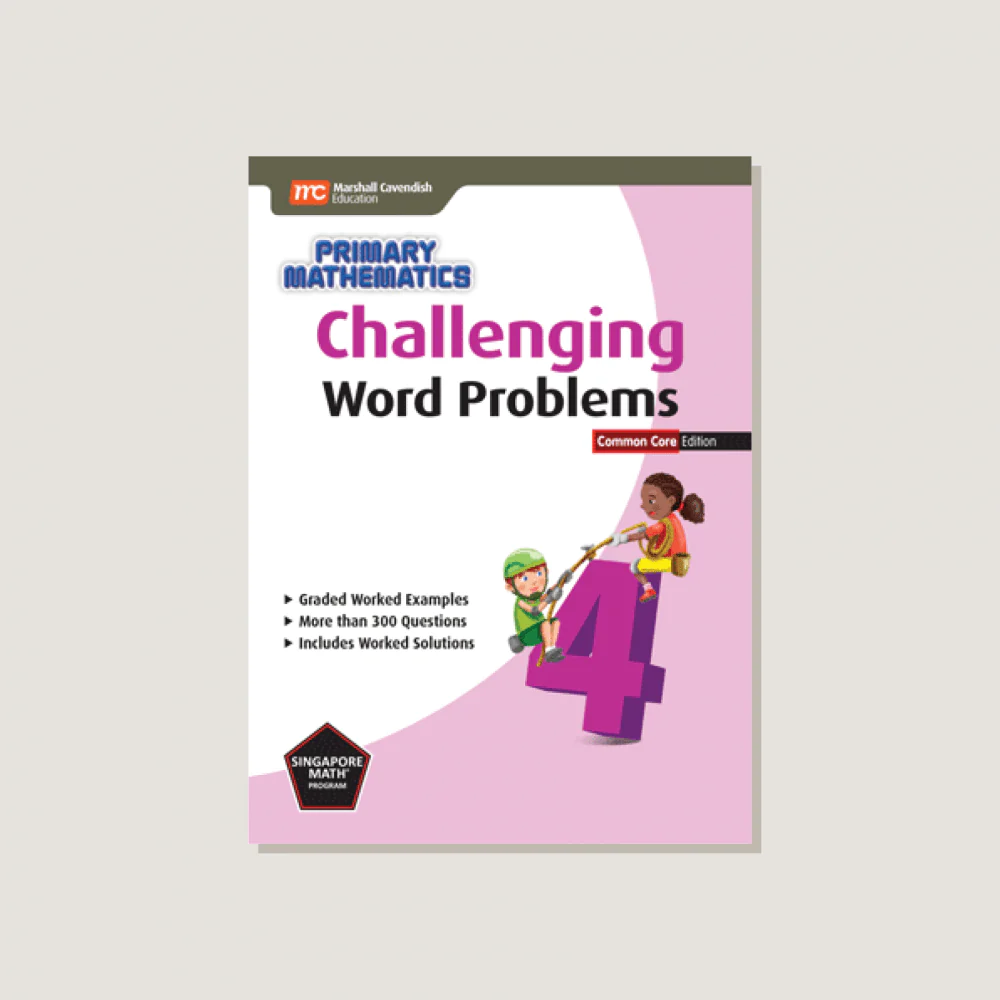 mc Marshall Cavendish
Education
PRIMARY
MATHEMATICS
Challenging
Word Problems
Common Core Edition
4
▶ Graded Worked Examples
▶ More than 300 Questions
▶ Includes Worked Solutions
SINGAPORE
MATH®
PROGRAM